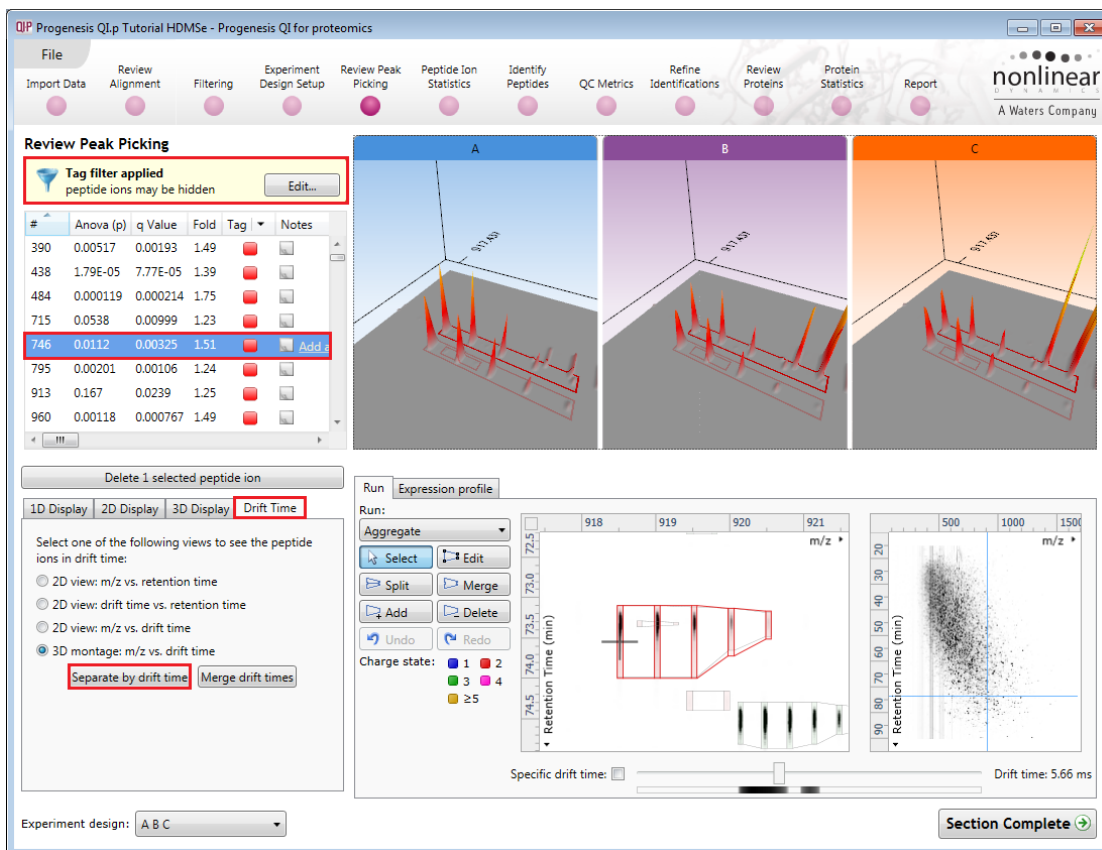 QI.P Progenesis QI.p Tutorial HDMSe - Progenesis QI for proteomics
File
Import Data
Review Alignment
Filtering
Experiment Design Setup
Review Peak Picking
Peptide Ion Statistics
Identify Peptides
QC Metrics
Refine Identifications
Review Proteins
Protein Statistics
Report
nonlinear
DYNAMICS
A Waters Company
Review Peak Picking
Tag filter applied
peptide ions may be hidden
Edit...
# Anova (p) q Value Fold Tag Notes
390 0.00517 0.00193 1.49
438 1.79E-05 7.77E-05 1.39
484 0.000119 0.000214 1.75
715 0.0538 0.00999 1.23
746 0.0112 0.00325 1.51 Add a
795 0.00201 0.00106 1.24
913 0.167 0.0239 1.25
960 0.00118 0.000767 1.49
A B C
917.451 917.451 917.451
Delete 1 selected peptide ion
1D Display 2D Display 3D Display Drift Time
Select one of the following views to see the peptide
ions in drift time:
2D view: m/z vs. retention time
2D view: drift time vs. retention time
2D view: m/z vs. drift time
3D montage: m/z vs. drift time
Separate by drift time Merge drift times
Run Expression profile
Run:
Aggregate
Select Edit
Split Merge
Add Delete
Undo Redo
Charge state: 1 2
3 4
≥5
918 919 920 921
m/z
72.5
73.0
73.5
74.0
74.5
Retention Time (min)
500 1000 1500
m/z
20
30
40
50
60
70
80
90
Retention Time (min)
Specific drift time:
Drift time: 5.66 ms
Experiment design: A B C
Section Complete